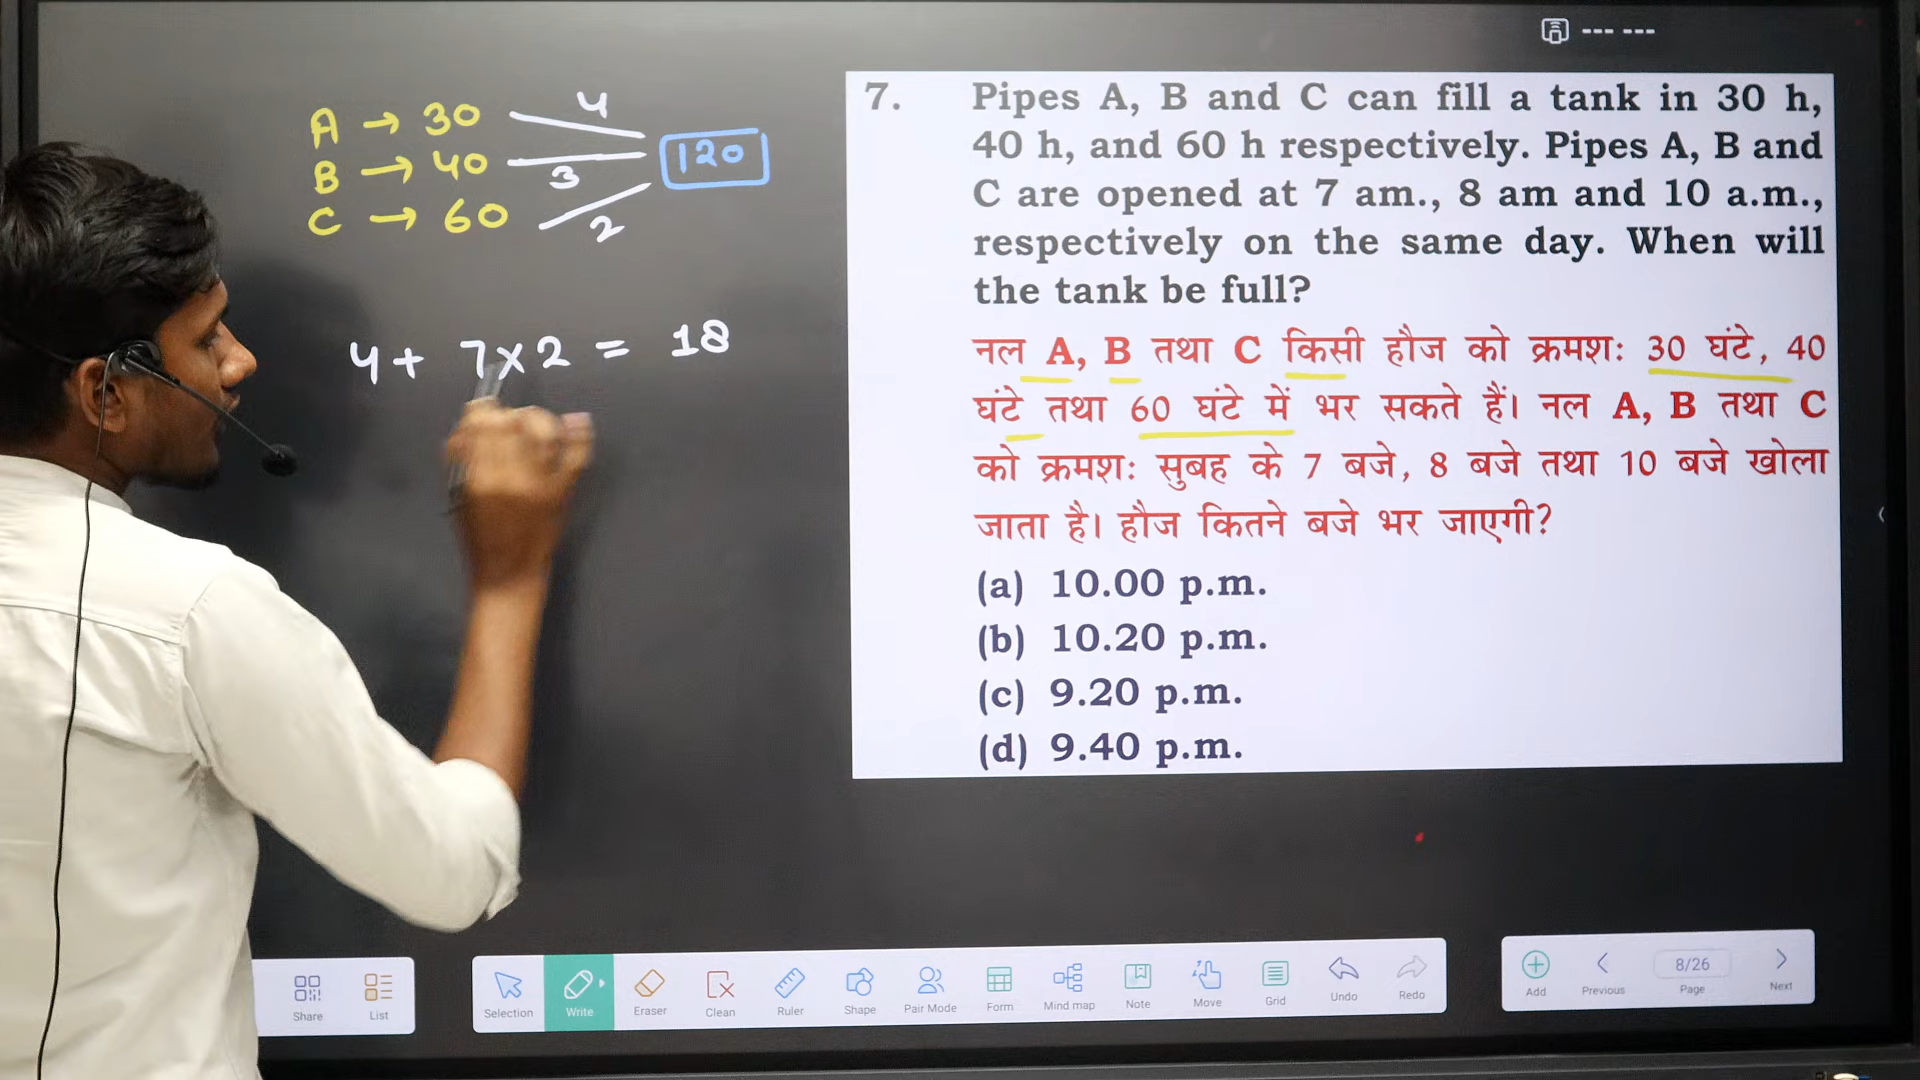 A → 30 4
B → 40 3 120
C → 60 2
4 + 7 × 2 = 18
7. Pipes A, B and C can fill a tank in 30 h,
40 h, and 60 h respectively. Pipes A, B and
C are opened at 7 am., 8 am and 10 a.m.,
respectively on the same day. When will
the tank be full?
नल A, B तथा C किसी हौज को क्रमशः 30 घंटे, 40
घंटे तथा 60 घंटे में भर सकते हैं। नल A, B तथा C
को क्रमशः सुबह के 7 बजे, 8 बजे तथा 10 बजे खोला
जाता है। हौज कितने बजे भर जाएगी?
(a) 10.00 p.m.
(b) 10.20 p.m.
(c) 9.20 p.m.
(d) 9.40 p.m.
Share List Selection Write Eraser Clean Ruler Shape Pair Mode Form Mind map Note Move Grid Undo Redo Add Previous 8/26 Page Next